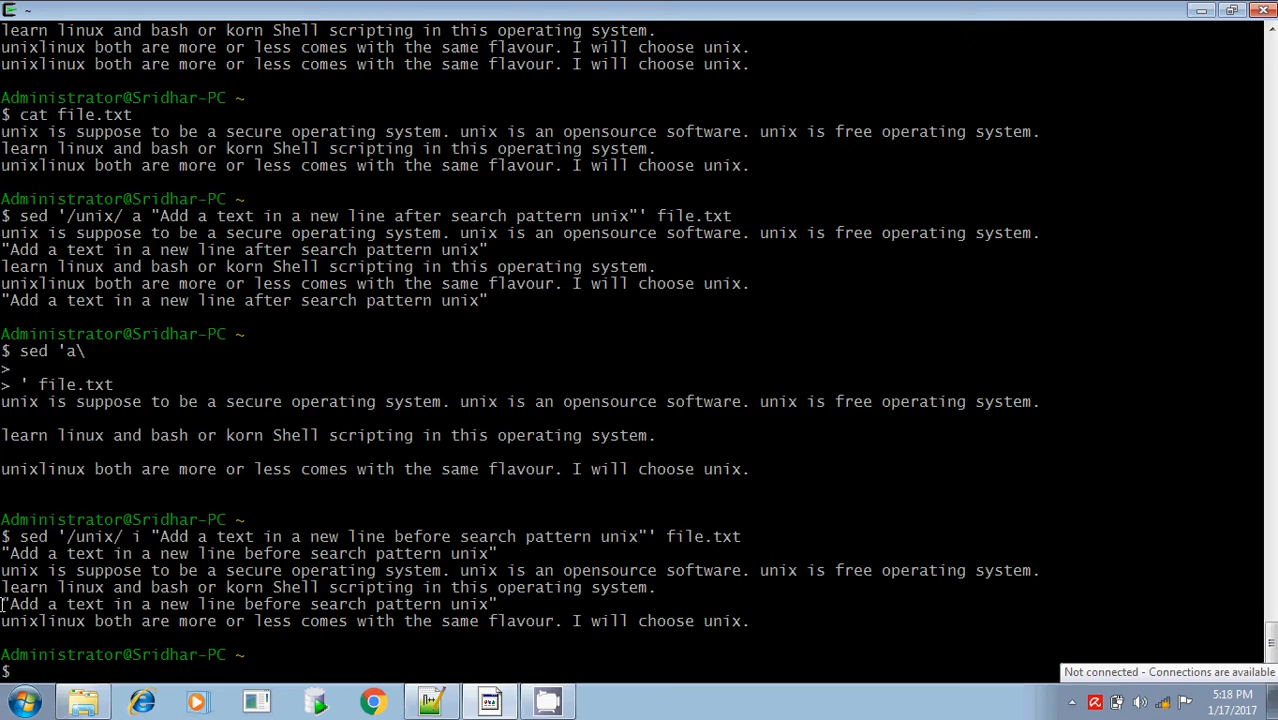 ~
learn linux and bash or korn Shell scripting in this operating system.
unixlinux both are more or less comes with the same flavour. I will choose unix.
unixlinux both are more or less comes with the same flavour. I will choose unix.
Administrator@Sridhar-PC ~
$ cat file.txt
unix is suppose to be a secure operating system. unix is an opensource software. unix is free operating system.
learn linux and bash or korn Shell scripting in this operating system.
unixlinux both are more or less comes with the same flavour. I will choose unix.
Administrator@Sridhar-PC ~
$ sed '/unix/ a "Add a text in a new line after search pattern unix"' file.txt
unix is suppose to be a secure operating system. unix is an opensource software. unix is free operating system.
"Add a text in a new line after search pattern unix"
learn linux and bash or korn Shell scripting in this operating system.
unixlinux both are more or less comes with the same flavour. I will choose unix.
"Add a text in a new line after search pattern unix"
Administrator@Sridhar-PC ~
$ sed 'a\
>
> ' file.txt
unix is suppose to be a secure operating system. unix is an opensource software. unix is free operating system.
learn linux and bash or korn Shell scripting in this operating system.
unixlinux both are more or less comes with the same flavour. I will choose unix.
Administrator@Sridhar-PC ~
$ sed '/unix/ i "Add a text in a new line before search pattern unix"' file.txt
"Add a text in a new line before search pattern unix"
unix is suppose to be a secure operating system. unix is an opensource software. unix is free operating system.
learn linux and bash or korn Shell scripting in this operating system.
"Add a text in a new line before search pattern unix"
unixlinux both are more or less comes with the same flavour. I will choose unix.
Administrator@Sridhar-PC ~
$
Not connected - Connections are available
5:18 PM
1/17/2017